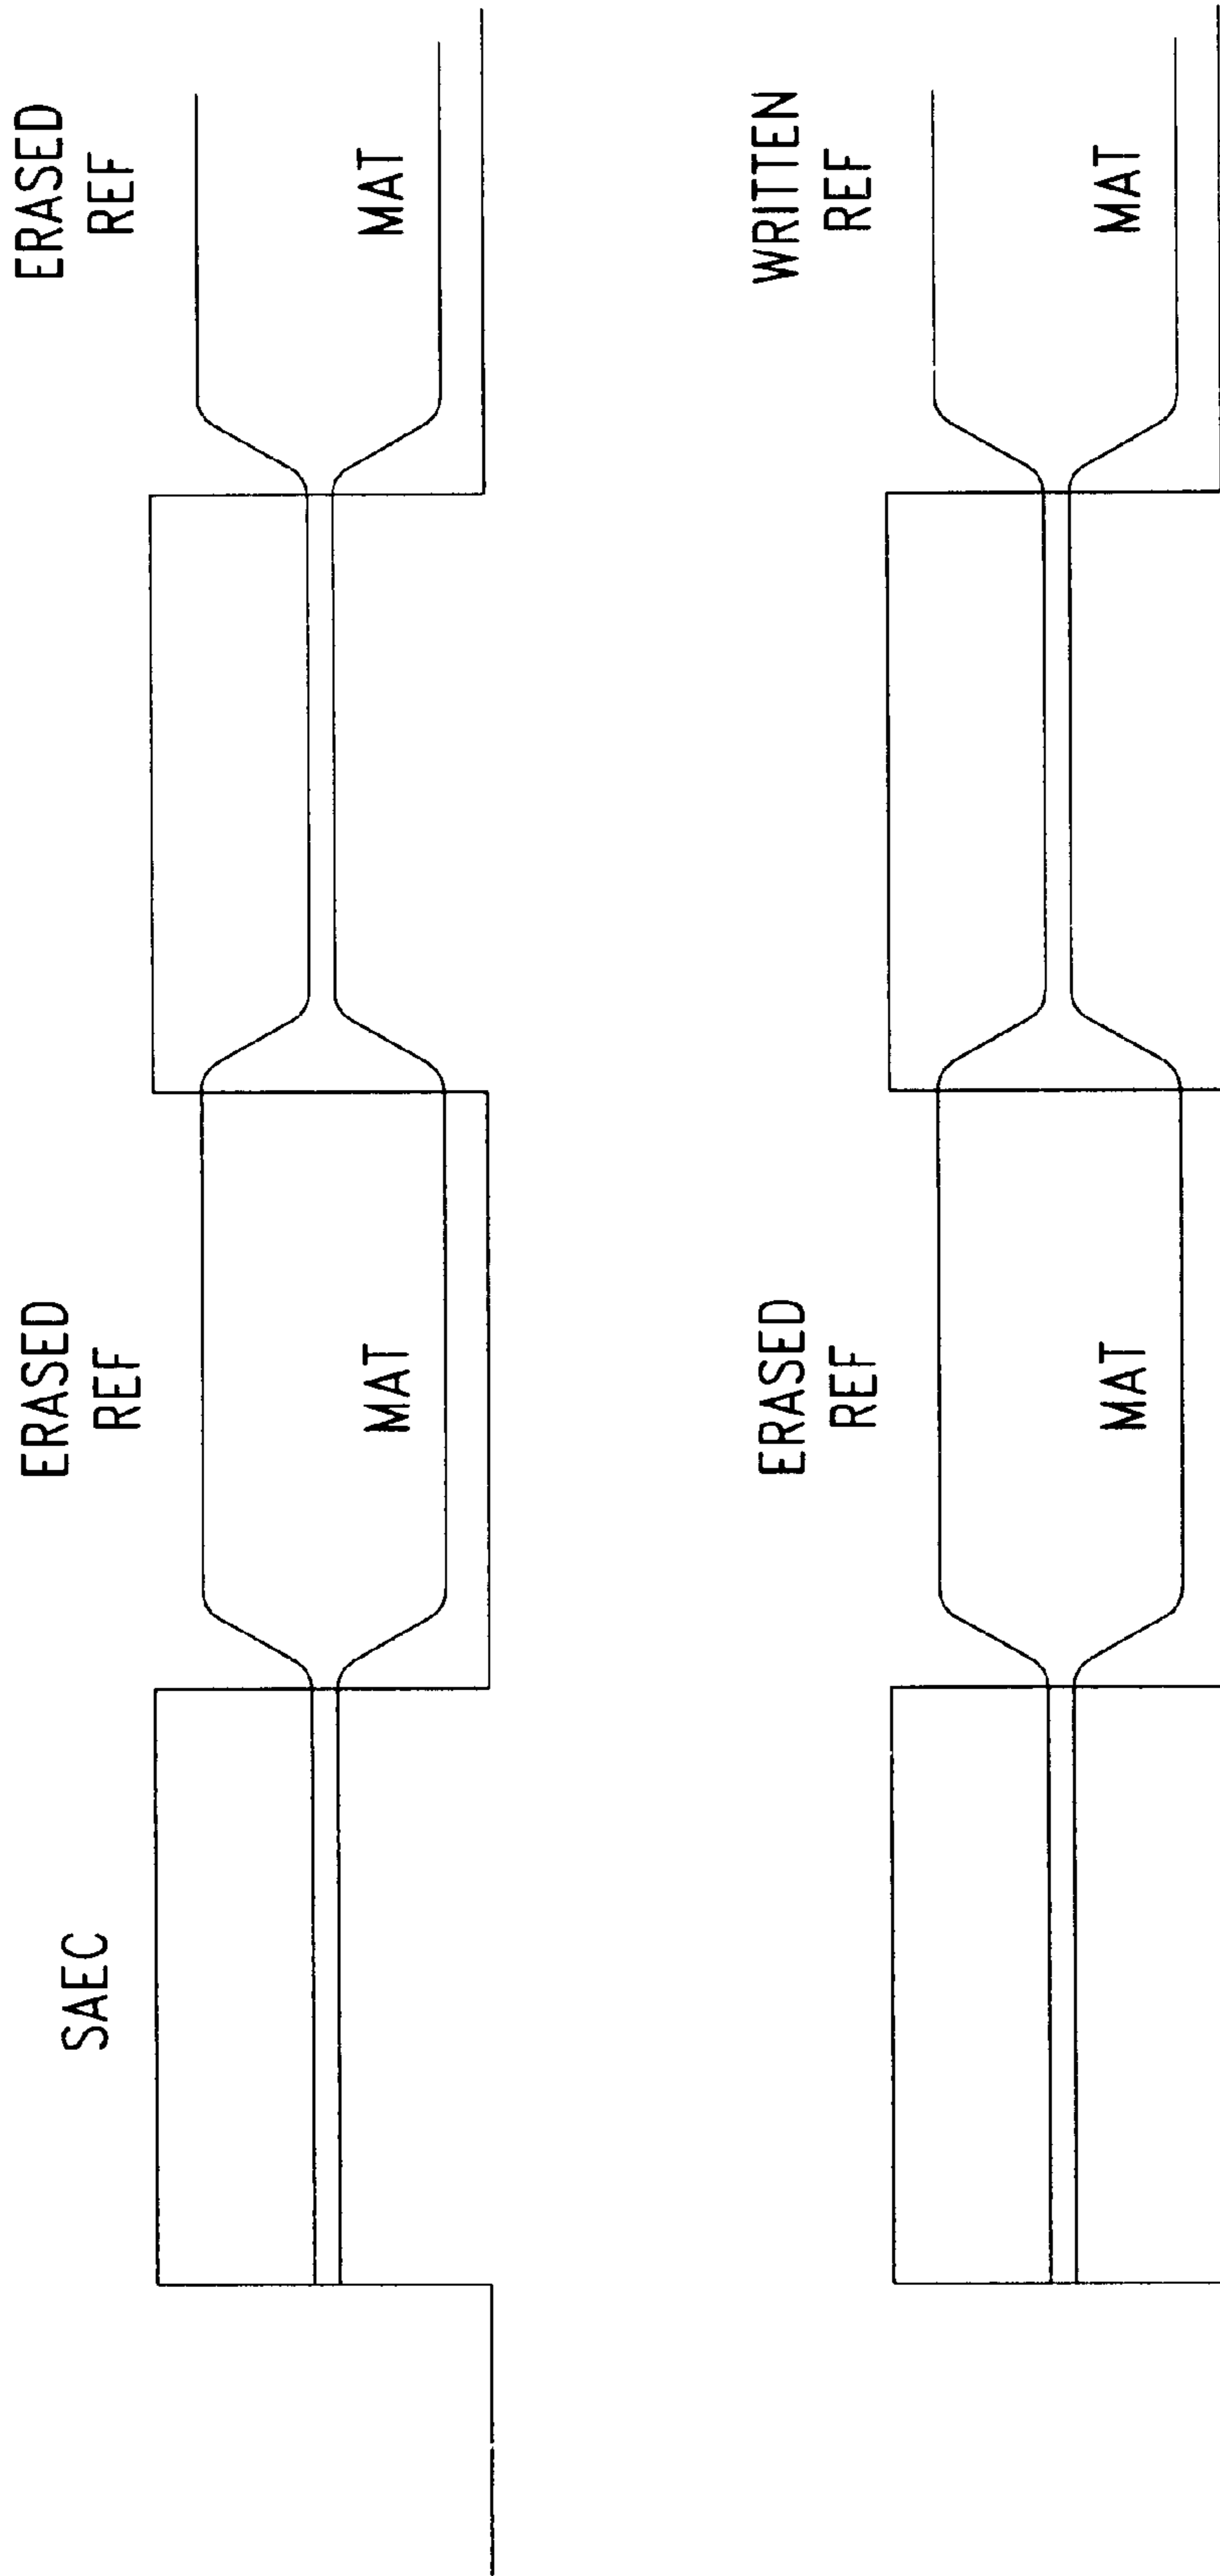 SAEC
ERASED
REF
MAT
ERASED
REF
MAT
ERASED
REF
MAT
WRITTEN
REF
MAT